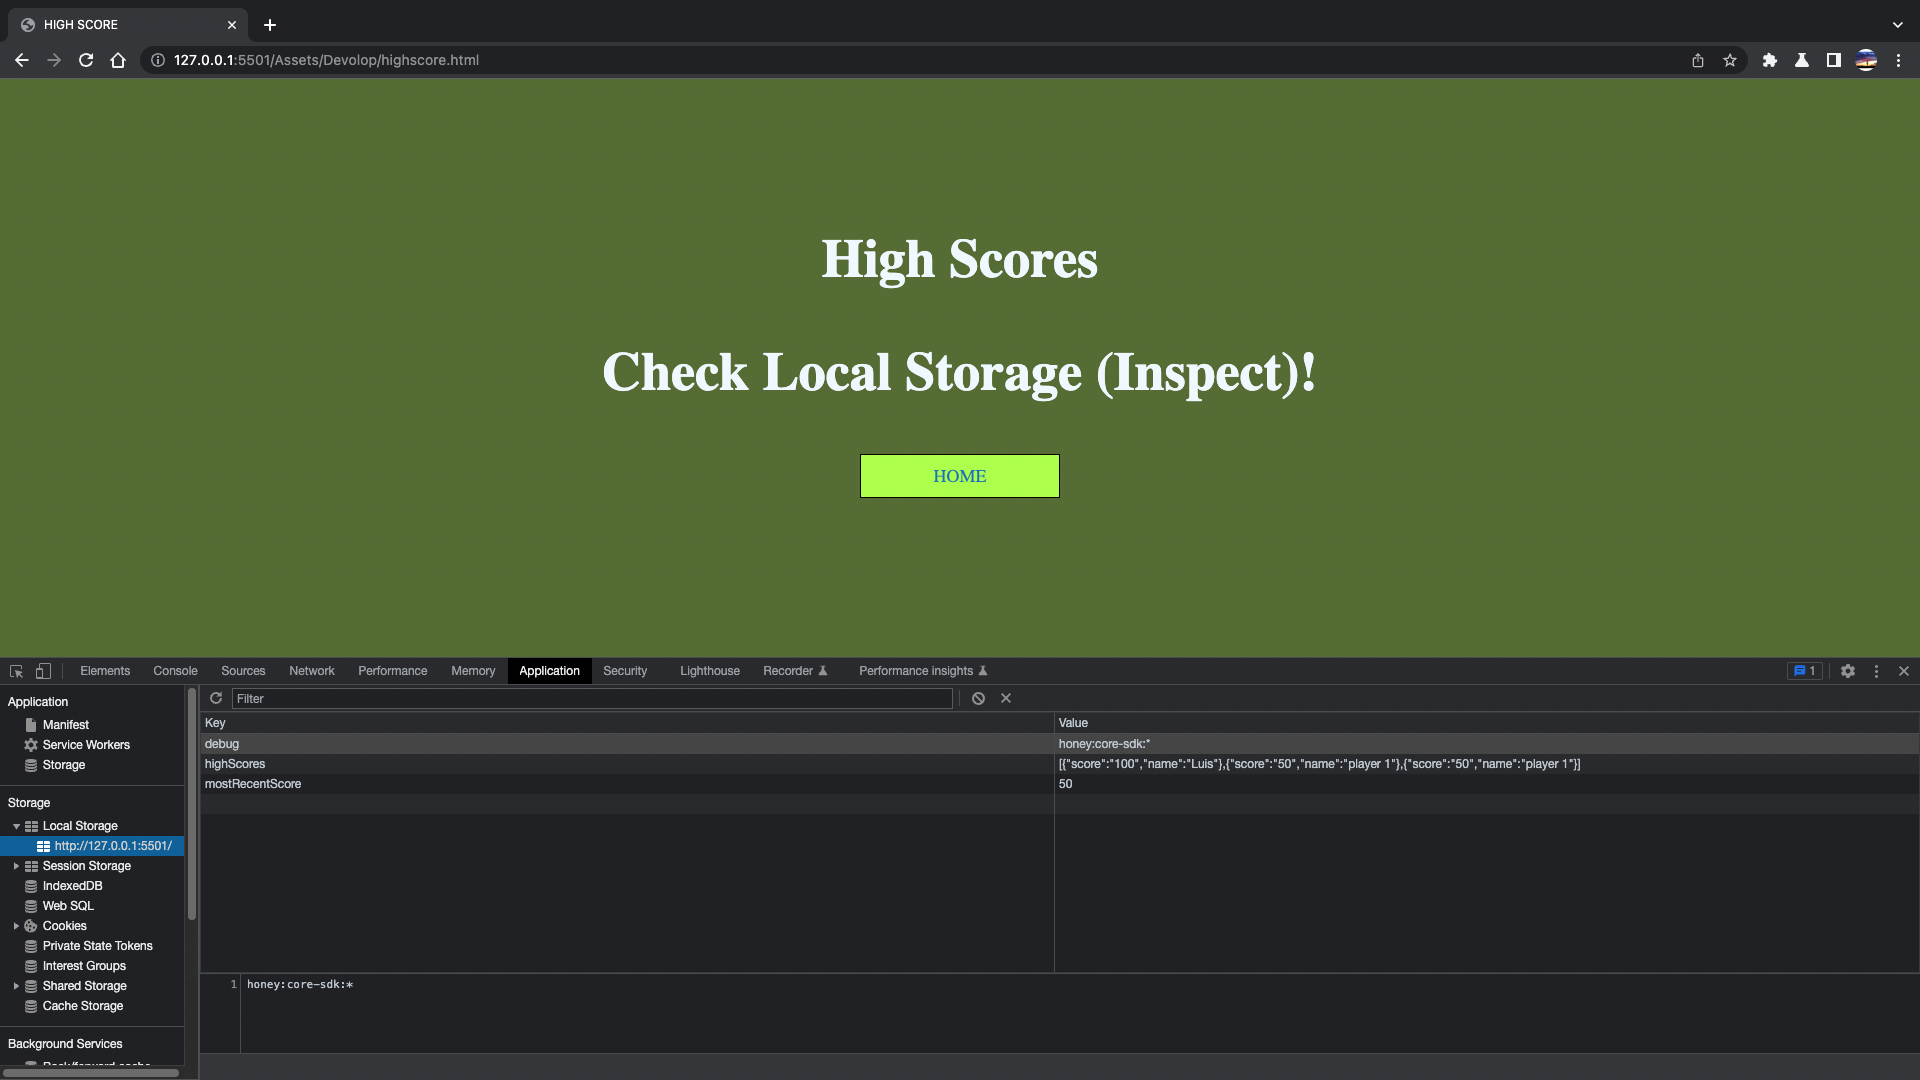 HIGH SCORE
127.0.0.1:5501/Assets/Devolop/highscore.html
High Scores
Check Local Storage (Inspect)!
HOME
Elements Console Sources Network Performance Memory Application Security Lighthouse Recorder Performance insights 1
Application
Manifest
Service Workers
Storage
Storage
Local Storage
http://127.0.0.1:5501/
Session Storage
IndexedDB
Web SQL
Cookies
Private State Tokens
Interest Groups
Shared Storage
Cache Storage
Background Services
Filter
Key Value
debug honey:core-sdk:*
highScores [{"score":"100","name":"Luis"},{"score":"50","name":"player 1"},{"score":"50","name":"player 1"}]
mostRecentScore 50
1 honey:core-sdk:*